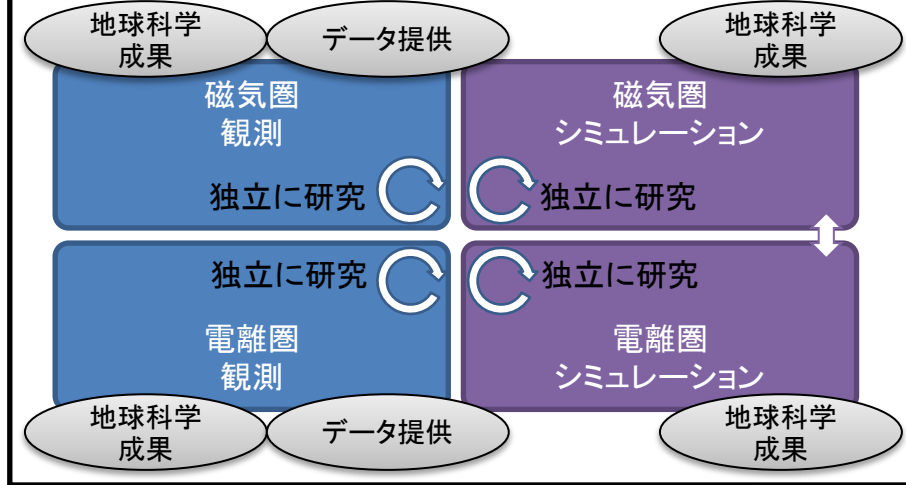 地球科学
成果
データ提供
地球科学
成果
磁気圏
観測
磁気圏
シミュレーション
独立に研究
独立に研究
独立に研究
独立に研究
電離圏
観測
電離圏
シミュレーション
地球科学
成果
データ提供
地球科学
成果